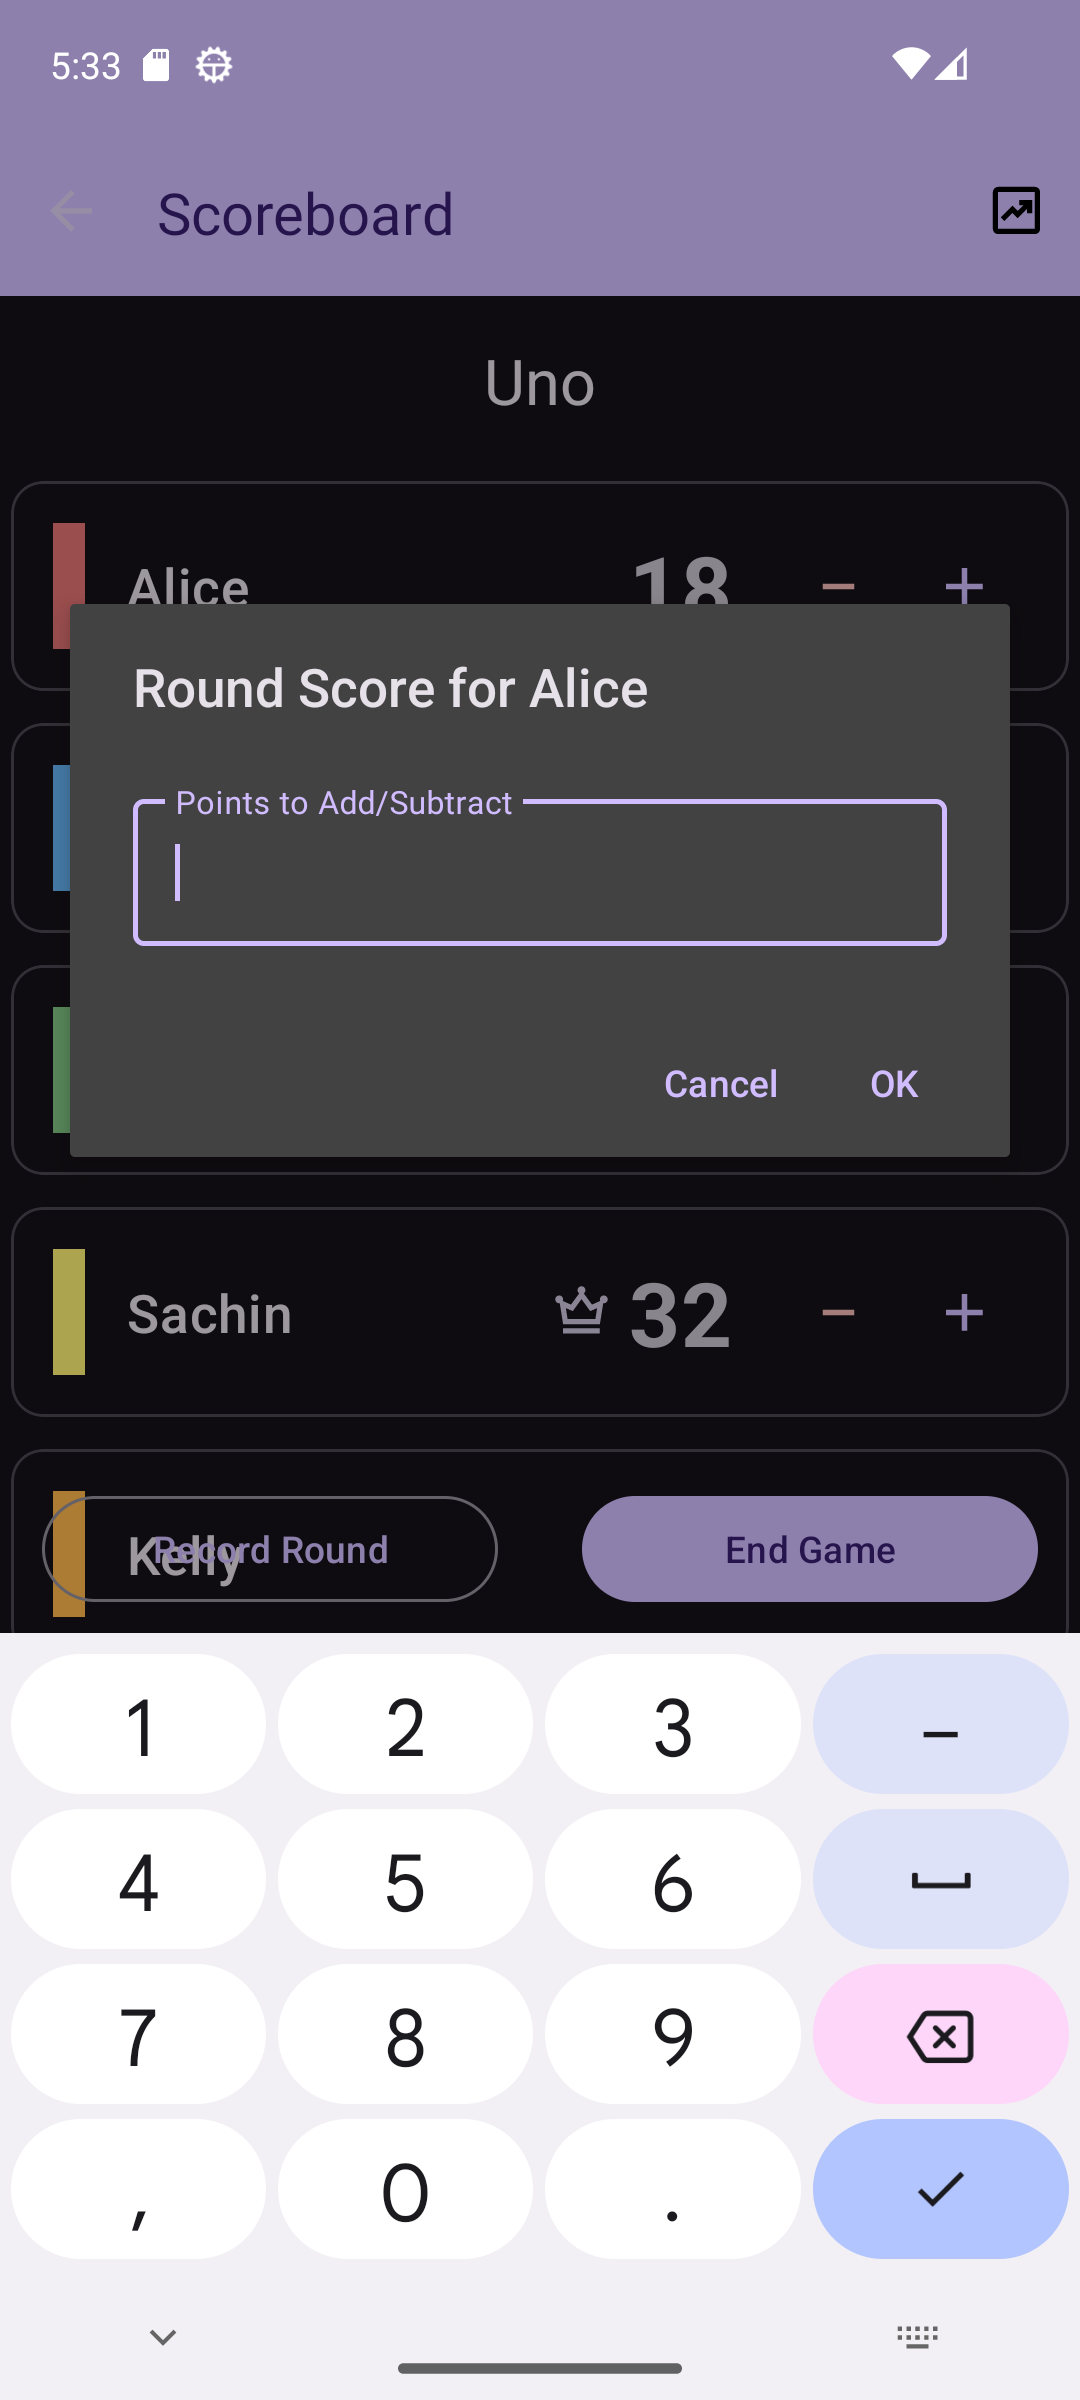 5:33
Scoreboard
Uno
Alice 18 − +
Round Score for Alice
Points to Add/Subtract
Cancel OK
Sachin 32 − +
Kelly
Record Round End Game
1 2 3 –
4 5 6
7 8 9
, 0 .